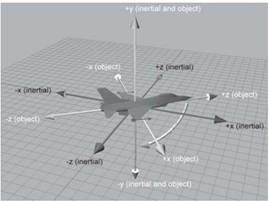 +y (inertial and object)
-x (object)
+z (inertial)
-x (inertial)
+z (object)
-z (object)
+x (inertial)
-z (inertial)
+x (object)
-y (inertial and object)